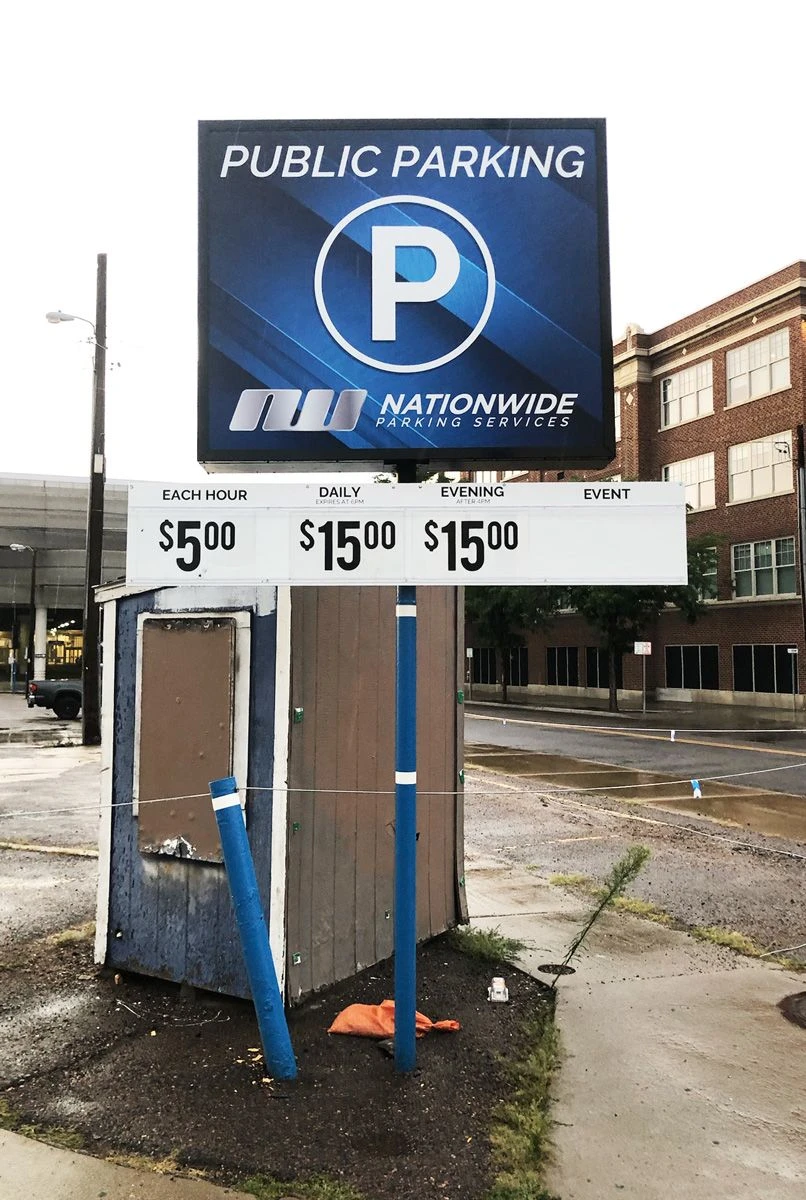 PUBLIC PARKING
P
NW NATIONWIDE
PARKING SERVICES
EACH HOUR DAILY EVENING EVENT
EXPIRES AT 6PM AFTER 4PM
$5.00 $15.00 $15.00